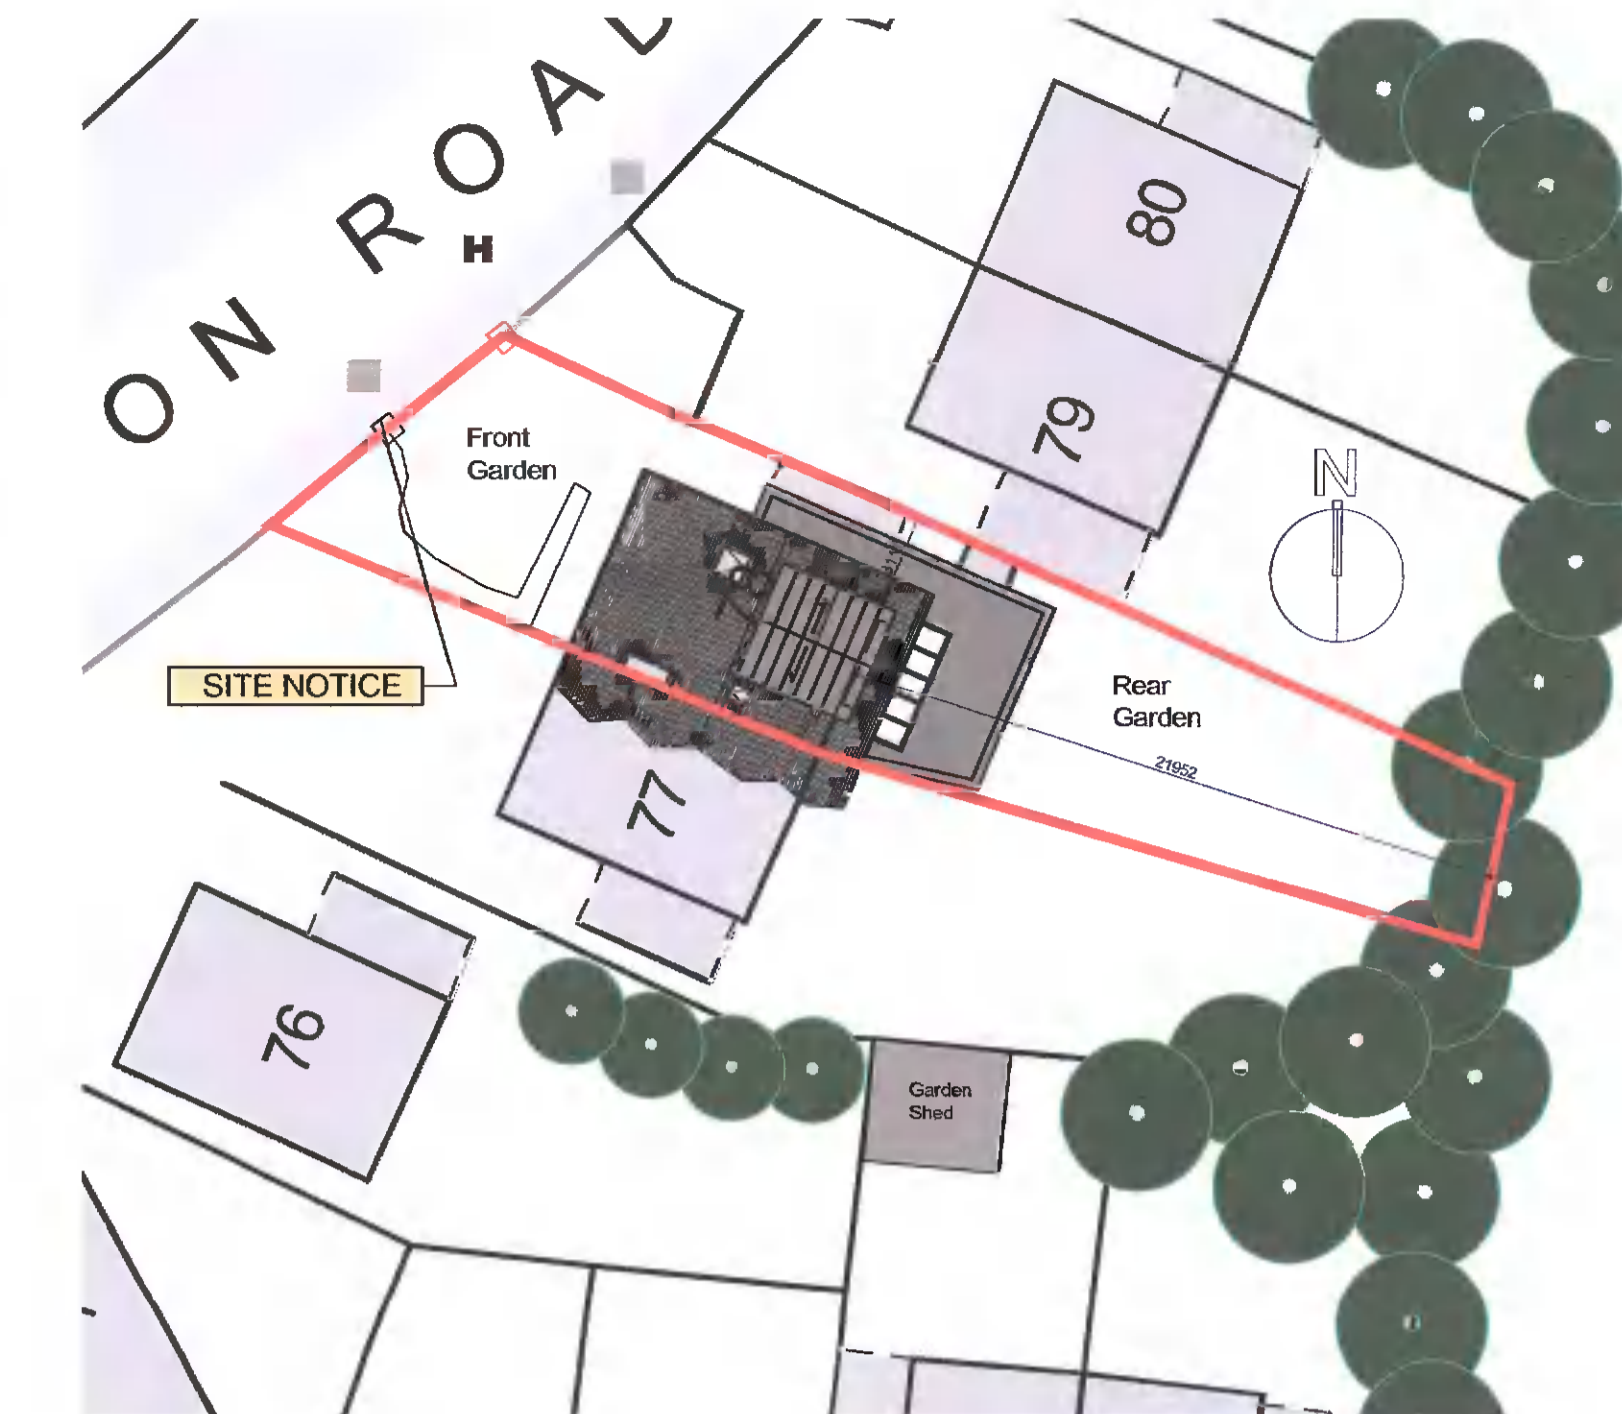 ON ROAD
H
80
79
N
Front
Garden
SITE NOTICE
Rear
Garden
21952
77
76
Garden
Shed